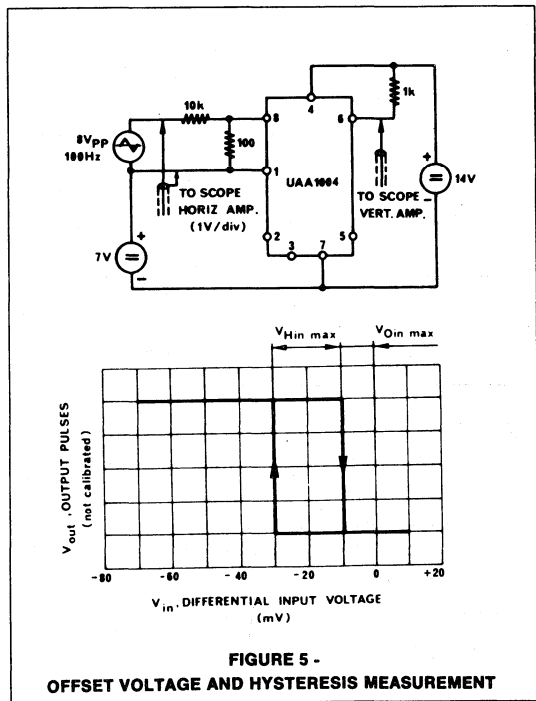 10k
1k
8
4
6
8VPP
100Hz
100
1
UAA1004
+
14V
−
TO SCOPE
HORIZ AMP.
(1V/div)
TO SCOPE
VERT. AMP.
+
7V
−
2
3
7
5
VHin max
VOin max
Vout, OUTPUT PULSES
(not calibrated)
-80
-60
-40
-20
0
+20
Vin, DIFFERENTIAL INPUT VOLTAGE
(mV)
FIGURE 5 -
OFFSET VOLTAGE AND HYSTERESIS MEASUREMENT